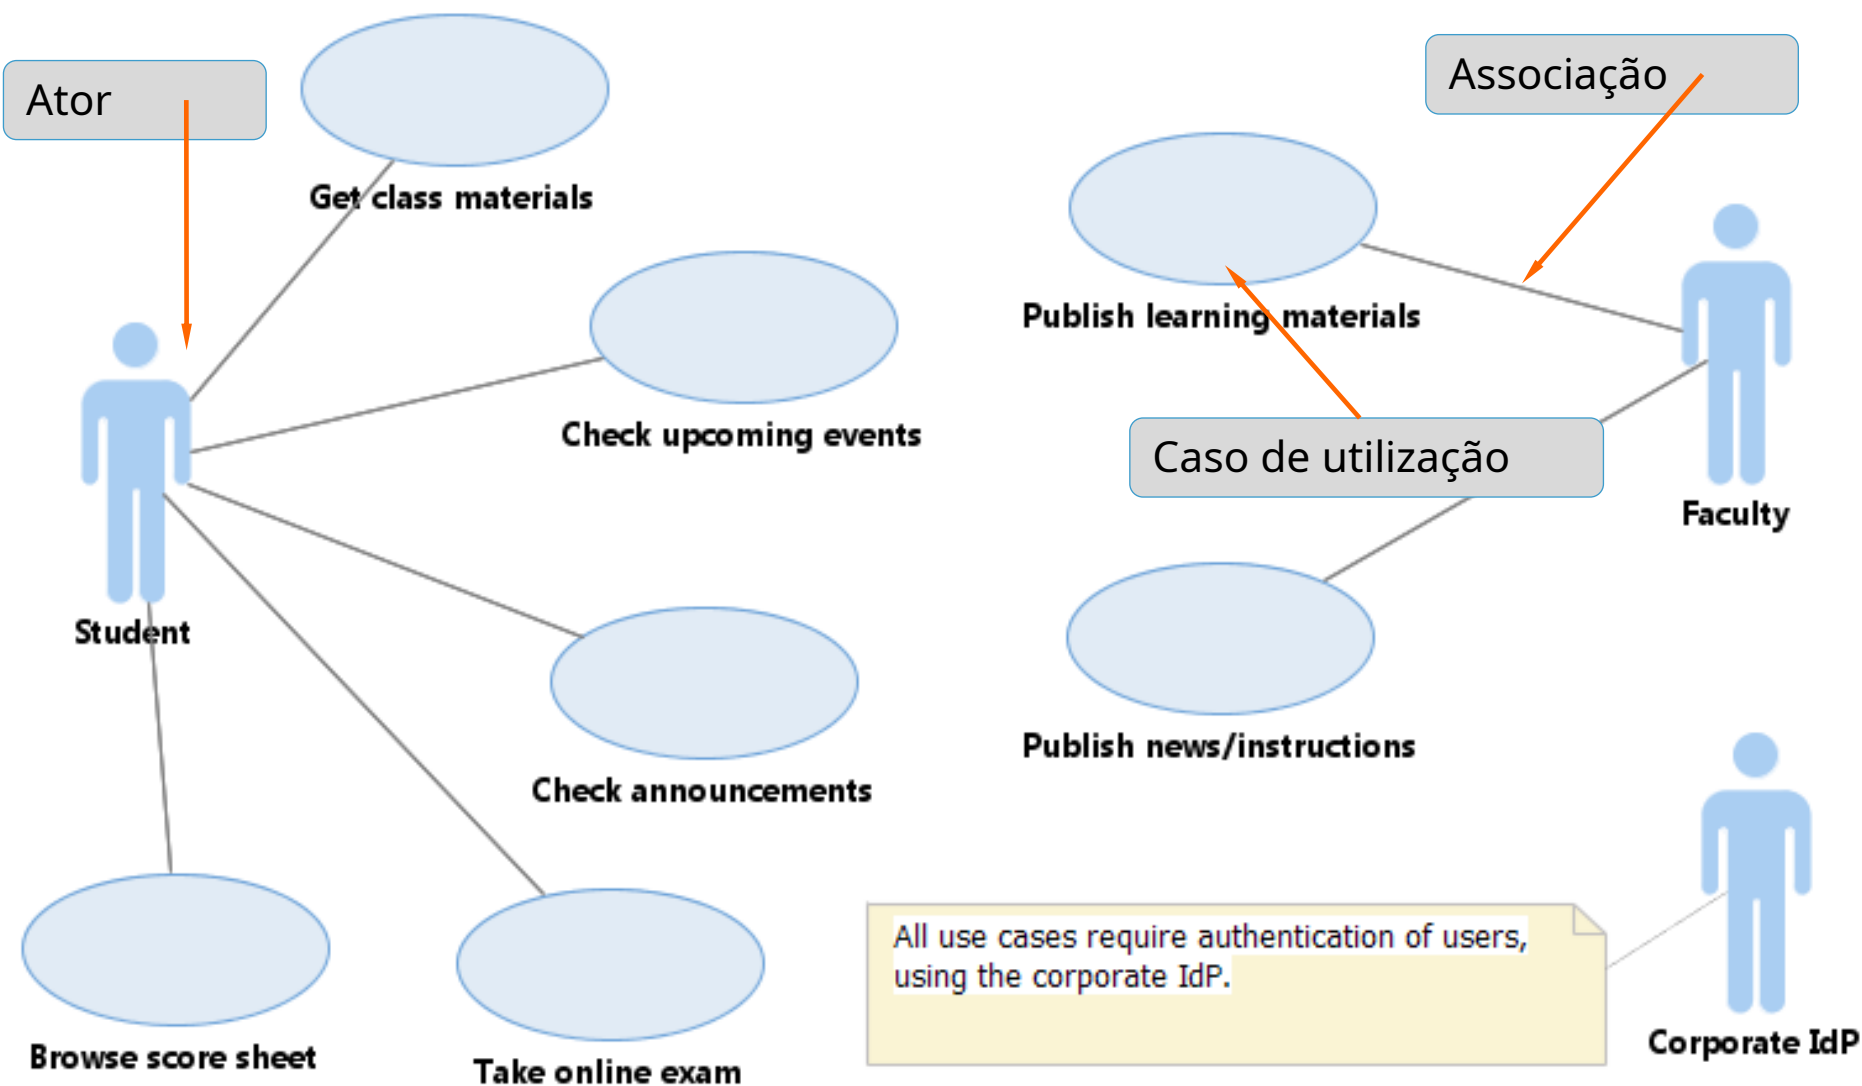 Ator
Associação
Get class materials
Publish learning materials
Check upcoming events
Caso de utilização
Faculty
Student
Publish news/instructions
Check announcements
All use cases require authentication of users,
using the corporate IdP.
Corporate IdP
Browse score sheet
Take online exam